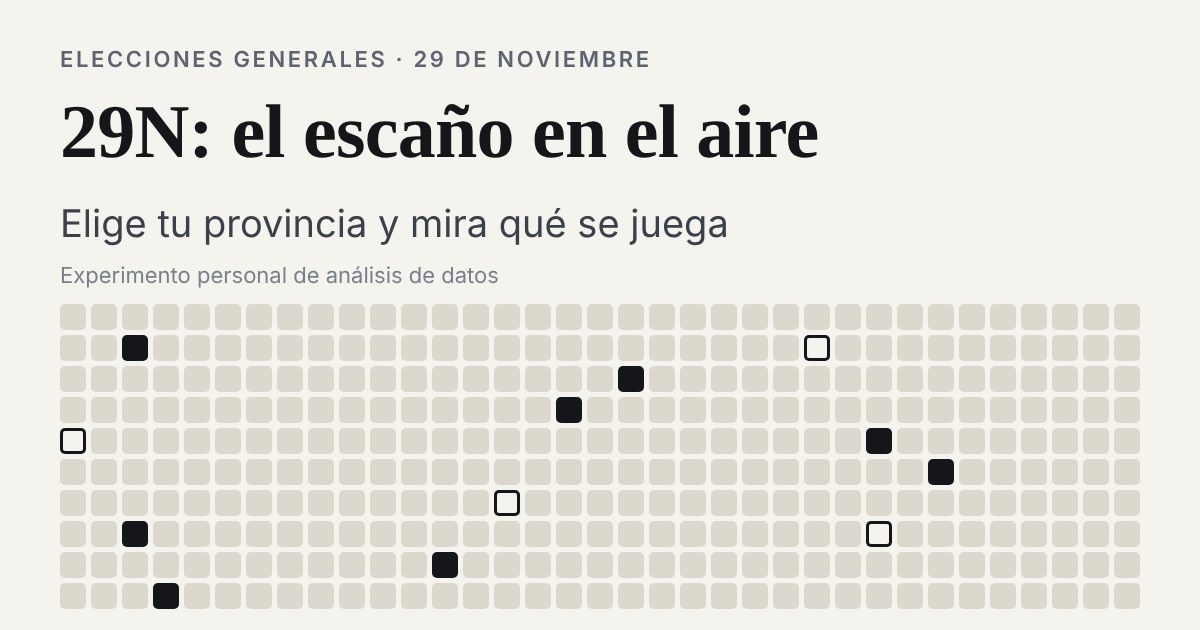 ELECCIONES GENERALES · 29 DE NOVIEMBRE
29N: el escaño en el aire
Elige tu provincia y mira qué se juega
Experimento personal de análisis de datos